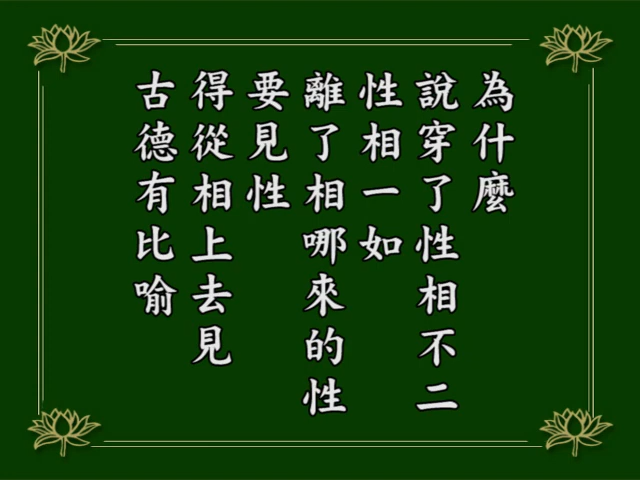 為什麼
說穿了性相不二
性相一如
離了相哪來的性
要見性
得從相上去見
古德有比喻